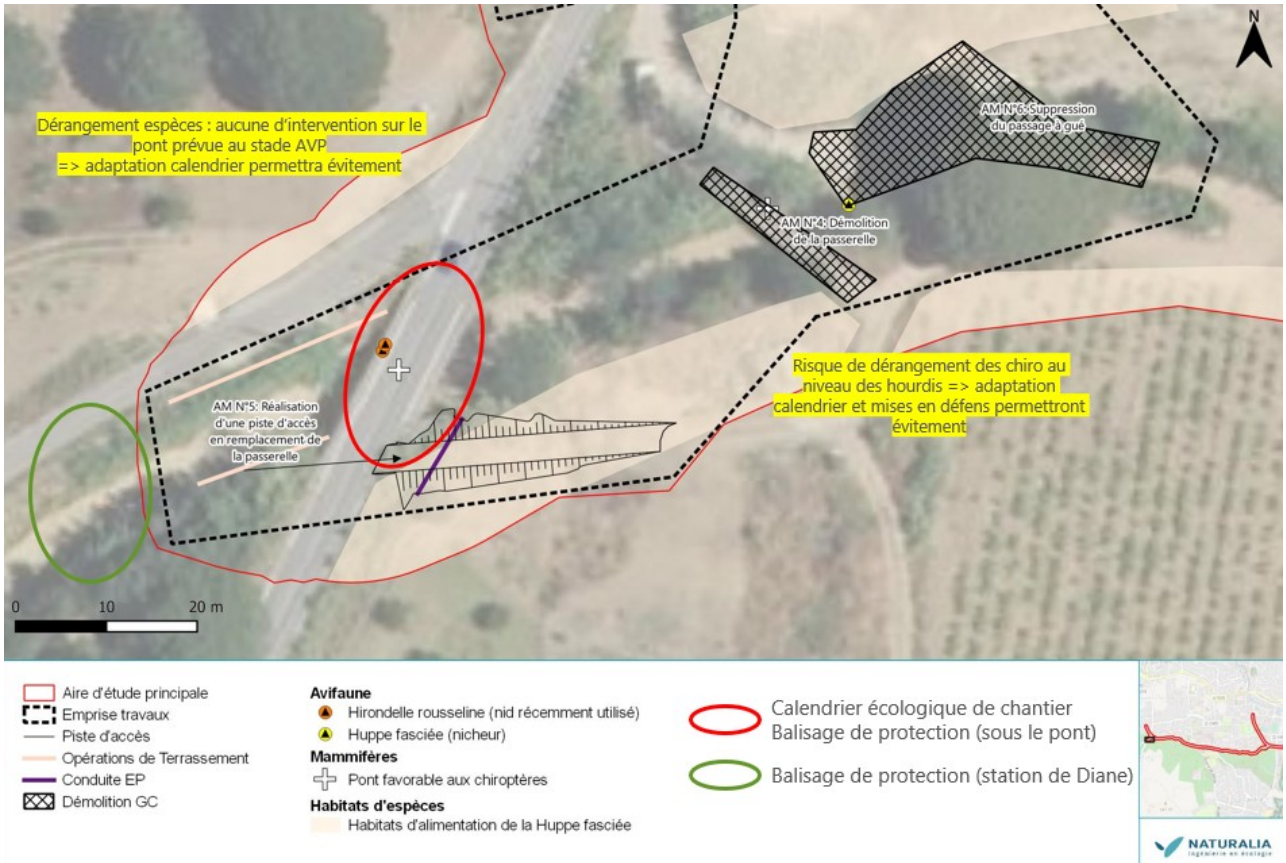 N
Dérangement espèces : aucune d'intervention sur le
pont prévue au stade AVP
=> adaptation calendrier permettra évitement
AM N°6: Suppression
du passage à gué
AM N°4: Démolition
de la passerelle
Risque de dérangement des chiro au
niveau des hourdis => adaptation
calendrier et mises en défens permettront
évitement
AM N°5: Réalisation
d'une piste d'accès
en remplacement de
la passerelle
0 10 20 m
Aire d'étude principale
Emprise travaux
Piste d'accès
Opérations de Terrassement
Conduite EP
Démolition GC
Avifaune
Hirondelle rousseline (nid récemment utilisé)
Huppe fasciée (nicheur)
Mammifères
Pont favorable aux chiroptères
Habitats d'espèces
Habitats d'alimentation de la Huppe fasciée
Calendrier écologique de chantier
Balisage de protection (sous le pont)
Balisage de protection (station de Diane)
NATURALIA
Ingénierie en écologie